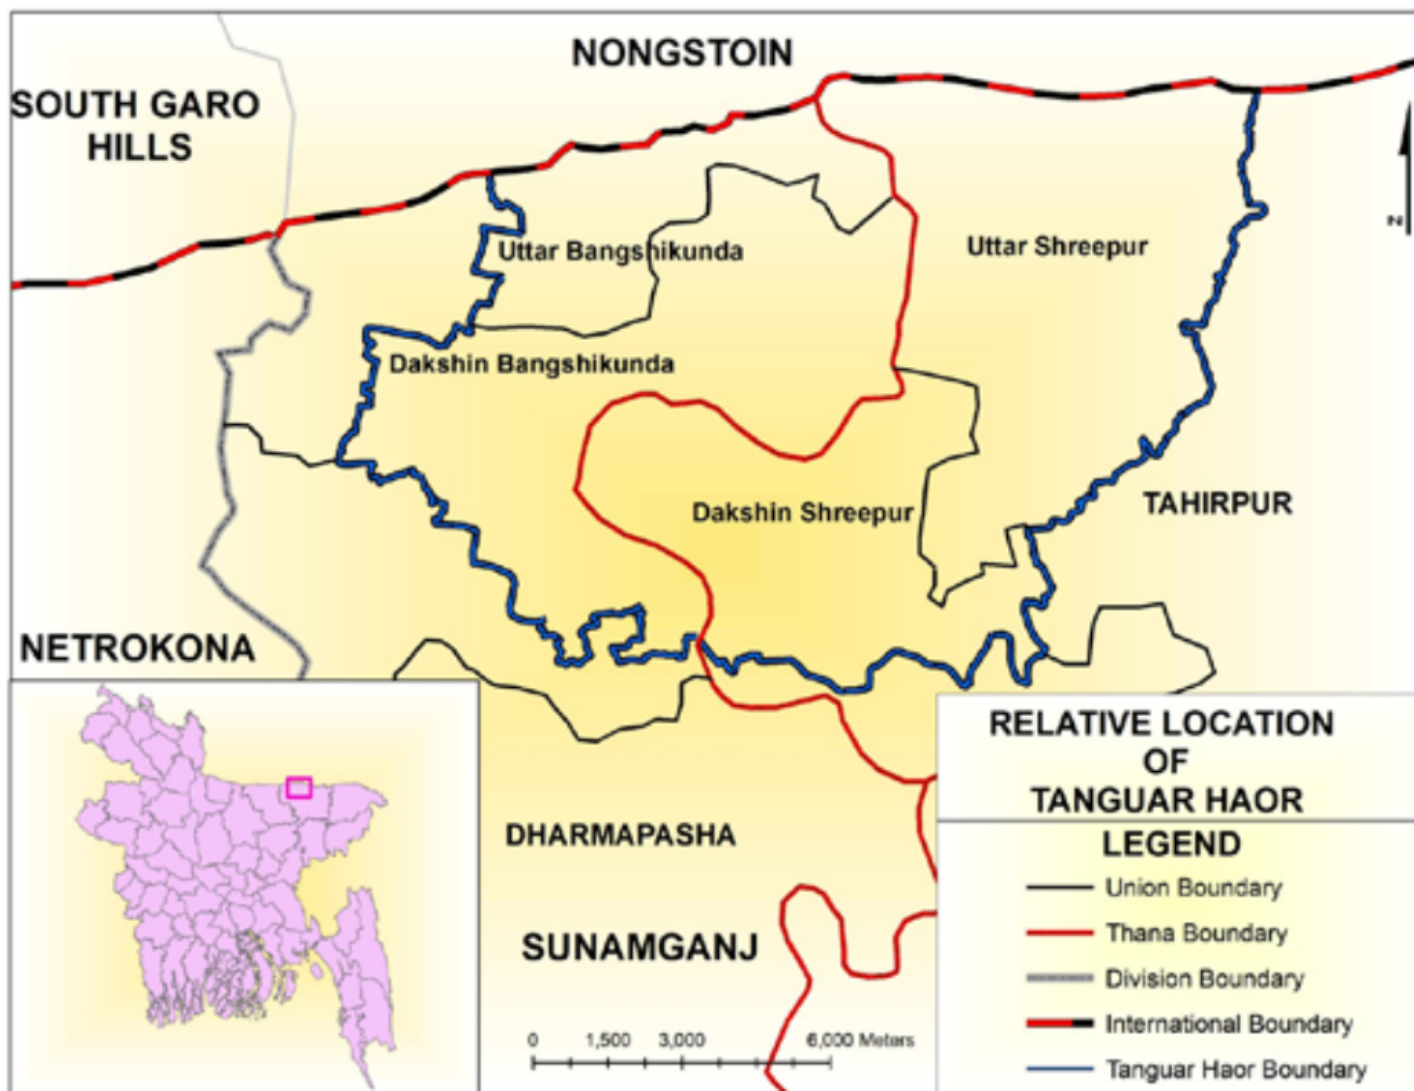 NONGSTOIN
SOUTH GARO
HILLS
N
Uttar Bangshikunda
Uttar Shreepur
Dakshin Bangshikunda
Dakshin Shreepur
TAHIRPUR
NETROKONA
DHARMAPASHA
SUNAMGANJ
0 1,500 3,000 6,000 Meters
RELATIVE LOCATION
OF
TANGUAR HAOR
LEGEND
Union Boundary
Thana Boundary
Division Boundary
International Boundary
Tanguar Haor Boundary